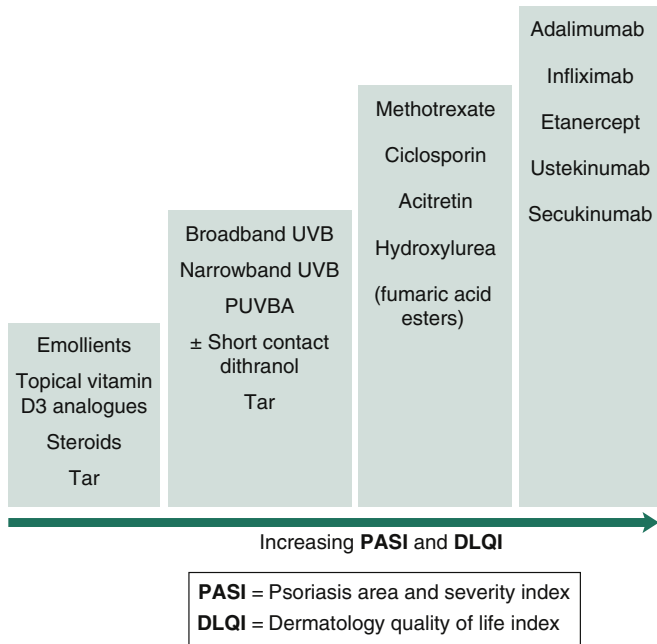 Emollients
Topical vitamin
D3 analogues
Steroids
Tar
Broadband UVB
Narrowband UVB
PUVBA
± Short contact
dithranol
Tar
Methotrexate
Ciclosporin
Acitretin
Hydroxylurea
(fumaric acid
esters)
Adalimumab
Infliximab
Etanercept
Ustekinumab
Secukinumab
Increasing PASI and DLQI
PASI = Psoriasis area and severity index
DLQI = Dermatology quality of life index